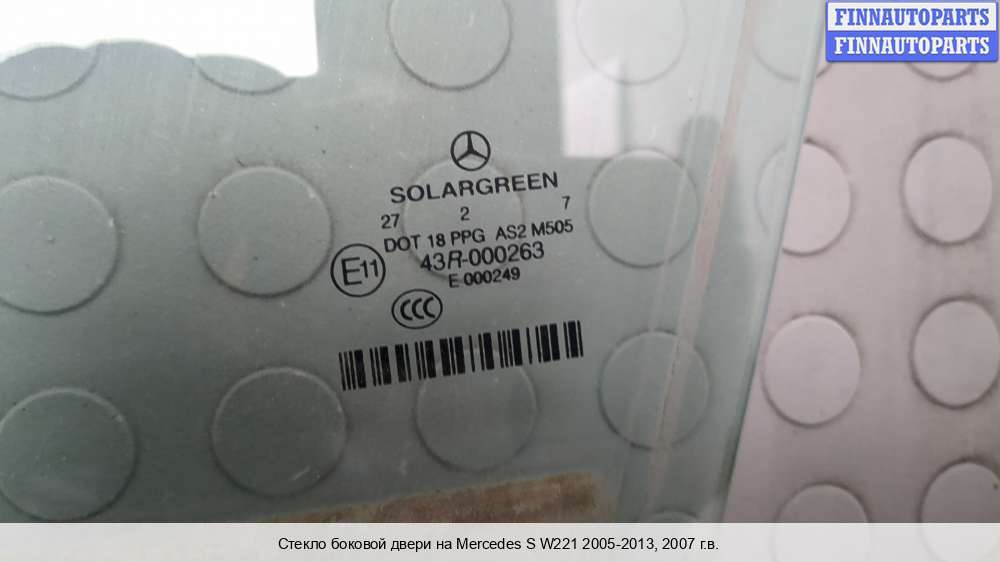 FINNAUTOPARTS
FINNAUTOPARTS
SOLARGREEN
27 2 7
DOT 18 PPG AS2 M505
E11 43R-000263
E 000249
CCC
Стекло боковой двери на Mercedes S W221 2005-2013, 2007 г.в.